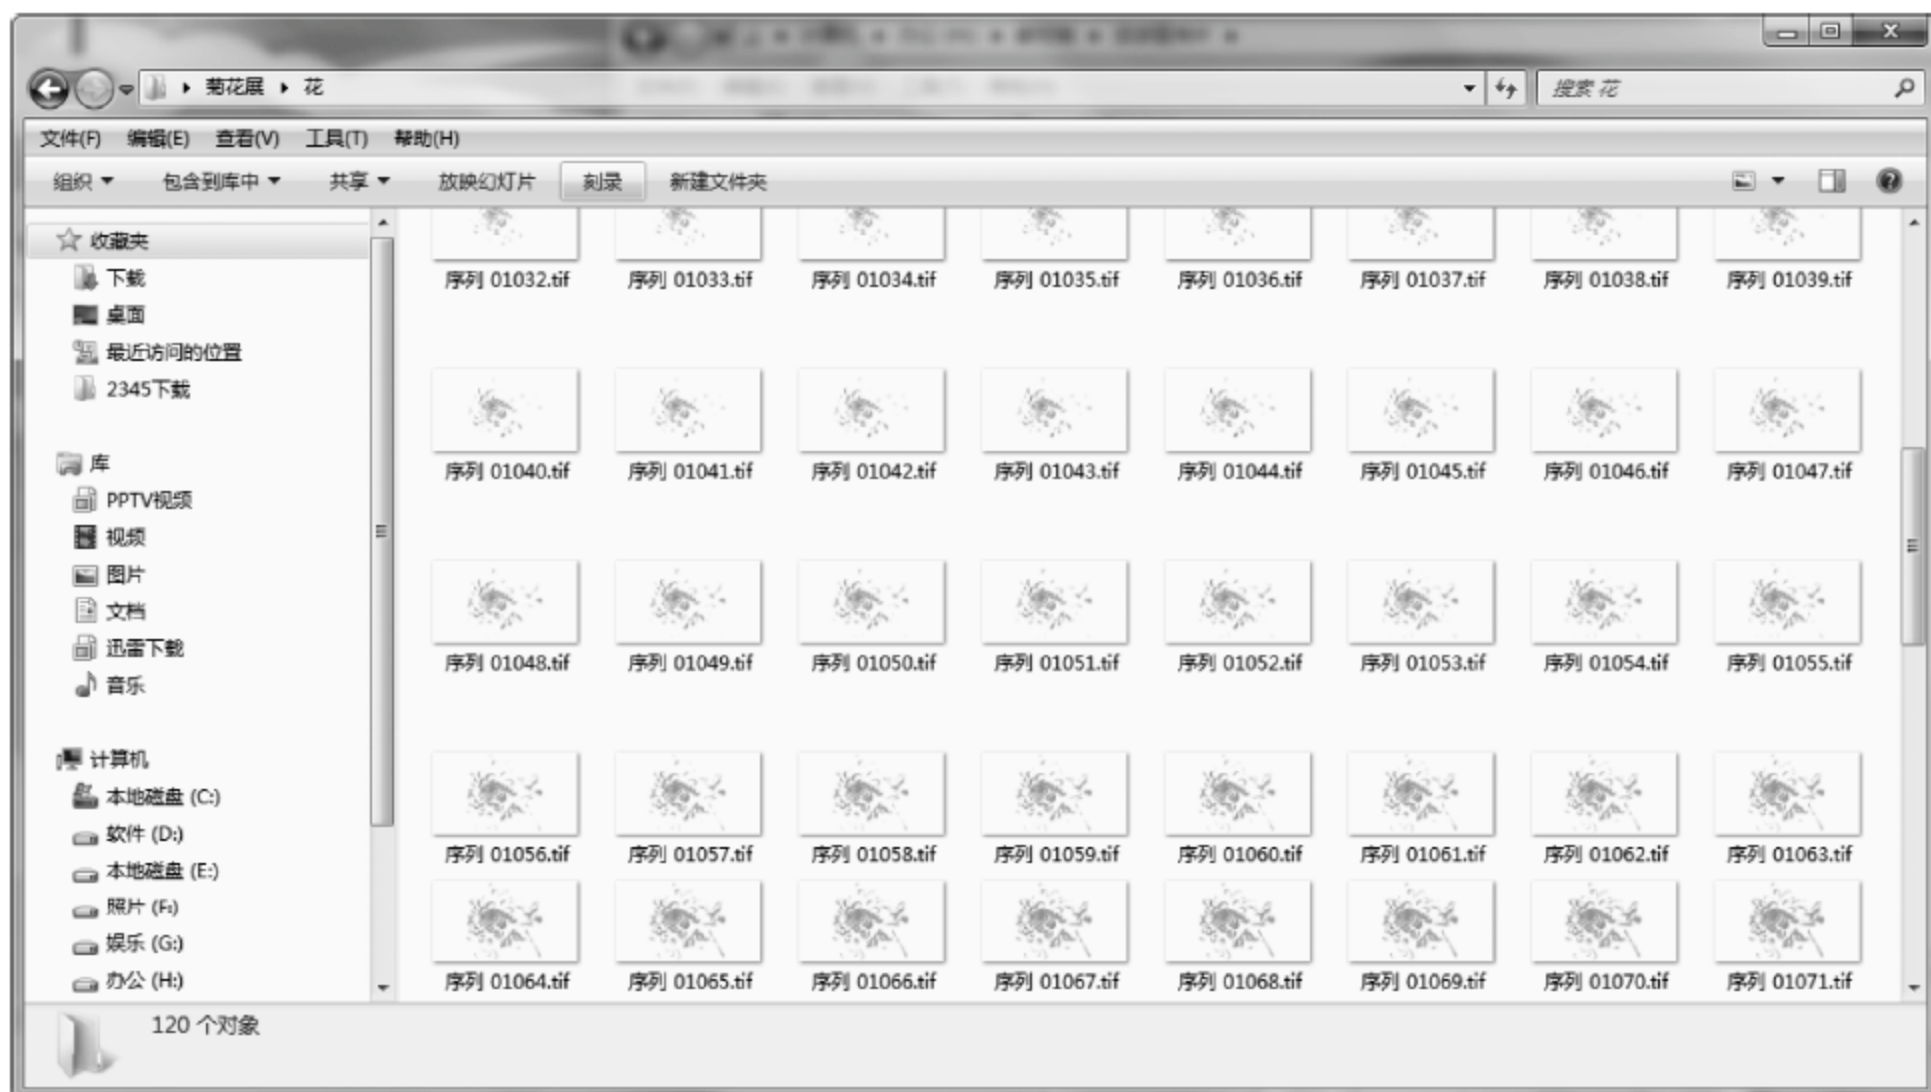 菊花展 花
搜索 花
文件(F) 编辑(E) 查看(V) 工具(T) 帮助(H)
组织 包含到库中 共享 放映幻灯片 刻录 新建文件夹
收藏夹
下载
桌面
最近访问的位置
2345下载
库
PPTV视频
视频
图片
文档
迅雷下载
音乐
计算机
本地磁盘 (C:)
软件 (D:)
本地磁盘 (E:)
照片 (F:)
娱乐 (G:)
办公 (H:)
序列 01032.tif 序列 01033.tif 序列 01034.tif 序列 01035.tif 序列 01036.tif 序列 01037.tif 序列 01038.tif 序列 01039.tif
序列 01040.tif 序列 01041.tif 序列 01042.tif 序列 01043.tif 序列 01044.tif 序列 01045.tif 序列 01046.tif 序列 01047.tif
序列 01048.tif 序列 01049.tif 序列 01050.tif 序列 01051.tif 序列 01052.tif 序列 01053.tif 序列 01054.tif 序列 01055.tif
序列 01056.tif 序列 01057.tif 序列 01058.tif 序列 01059.tif 序列 01060.tif 序列 01061.tif 序列 01062.tif 序列 01063.tif
序列 01064.tif 序列 01065.tif 序列 01066.tif 序列 01067.tif 序列 01068.tif 序列 01069.tif 序列 01070.tif 序列 01071.tif
120 个对象